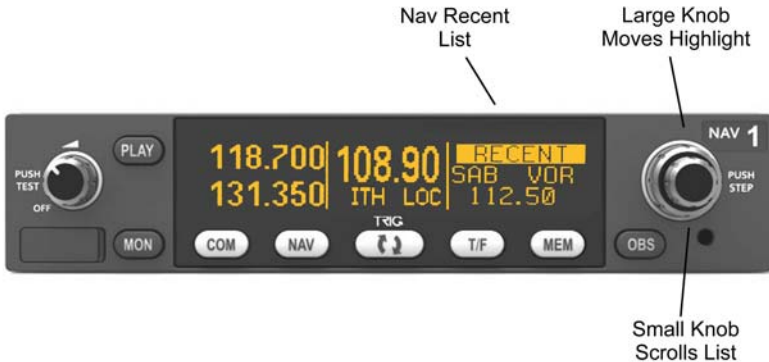 Nav Recent
List
Large Knob
Moves Highlight
NAV 1
PLAY
PUSH
TEST
OFF
118.700
131.350
108.90
ITH LOC
RECENT
SAB VOR
112.50
PUSH
STEP
TRIG
MON
COM
NAV
T/F
MEM
OBS
Small Knob
Scrolls List